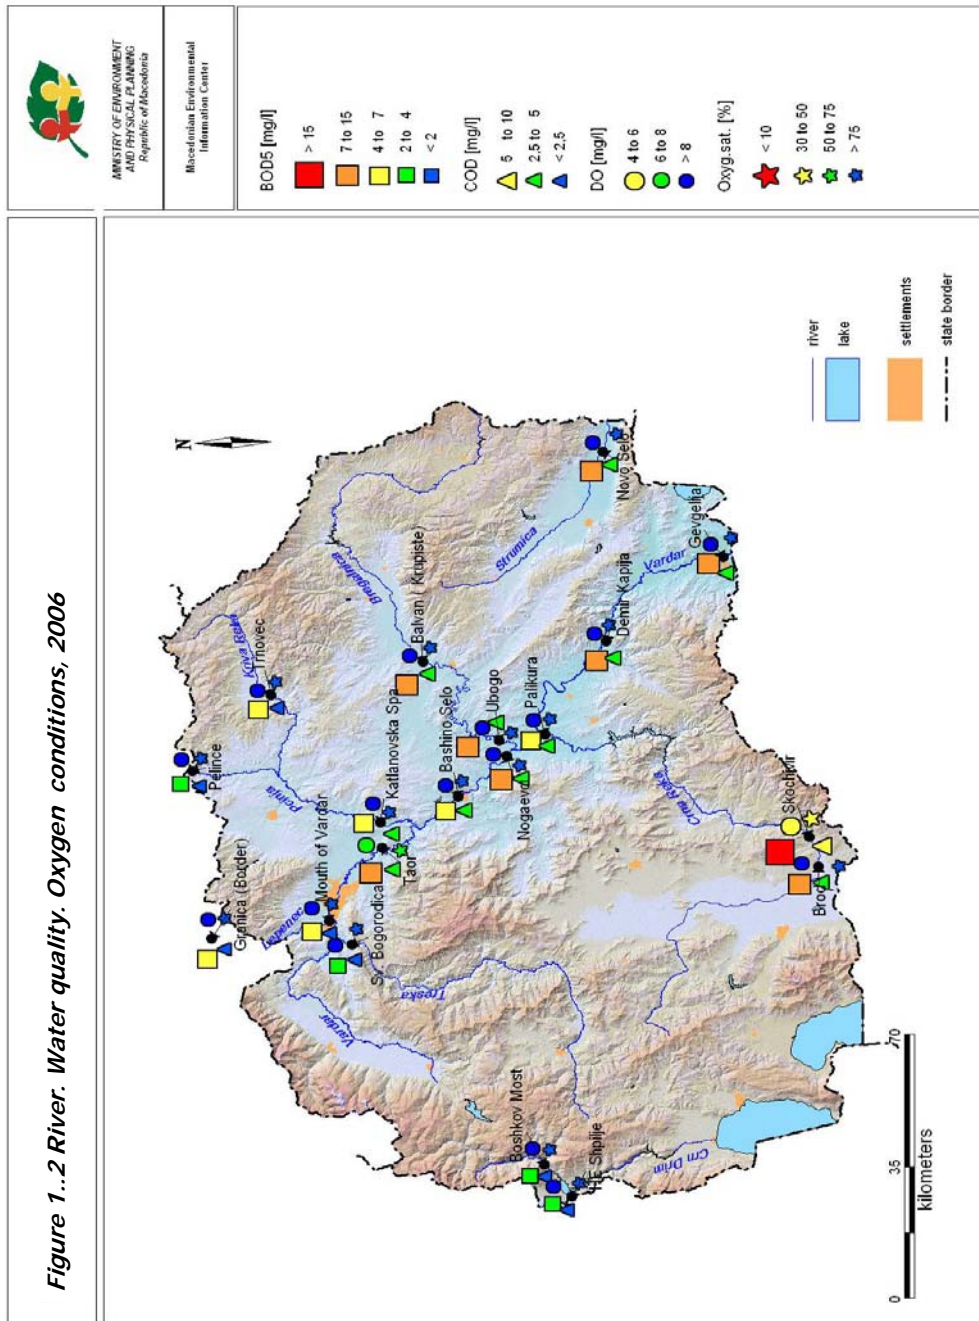 Figure 1..2 River. Water quality. Oxygen conditions, 2006
MINISTRY OF ENVIRONMENT
AND PHYSICAL PLANNING
Republic of Macedonia
Macedonian Environmental
Information Center
BOD5 [mg/l]
> 15
7 to 15
4 to 7
2 to 4
< 2
COD [mg/l]
5 to 10
2,5 to 5
< 2,5
DO [mg/l]
4 to 6
6 to 8
> 8
Oxyg.sat. [%]
< 10
30 to 50
50 to 75
> 75
N
Granica (Border)
Pelince
Kriva Reka
Trnovec
Lepenec
Mouth of Vardar
Pcinja
Sv. Bogorodica
Katlanovska Spa
Taor
Bregalnica
Balvan ( Krupiste)
Vardar
Treska
Bashino Selo
Ubogo
Nogaevci
Palikura
Strumica
Novo Selo
Demir Kapija
Vardar
Gevgelija
Boshkov Most
HE Shpilje
Crn Drim
Crna Reka
Skochivir
Brod
river
lake
settlements
state border
0
35
70
kilometers